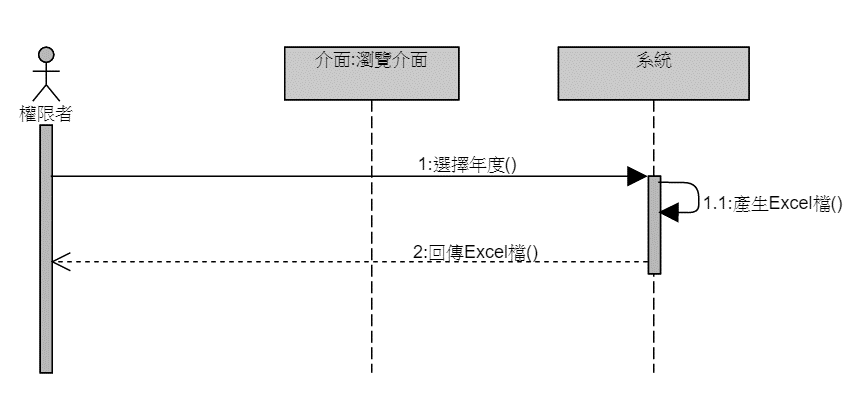 介面:瀏覽介面
系統
權限者
1:選擇年度()
1.1:產生Excel檔()
2:回傳Excel檔()